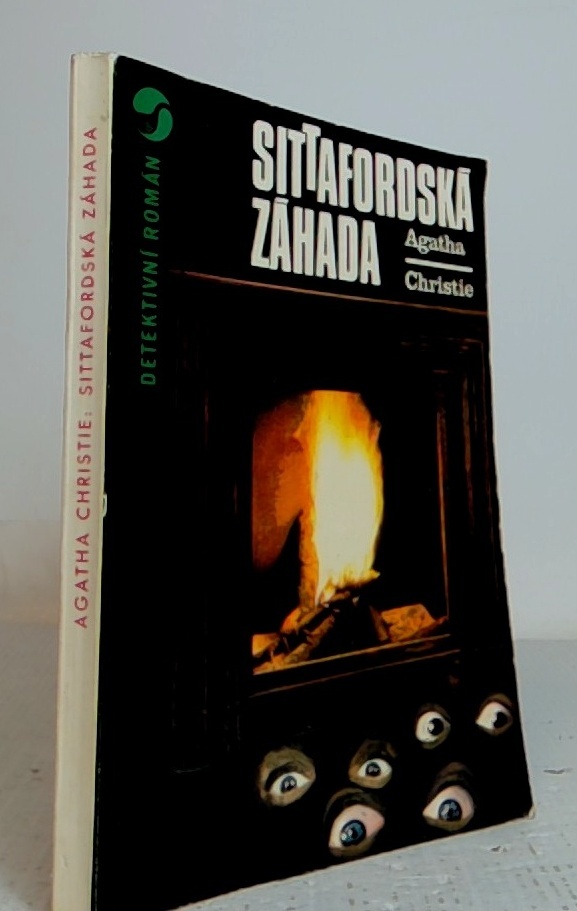 AGATHA CHRISTIE: SITTAFORDSKÁ ZÁHADA
DETEKTIVNÍ ROMÁN
SITTAFORDSKÁ
ZÁHADA
Agatha
Christie